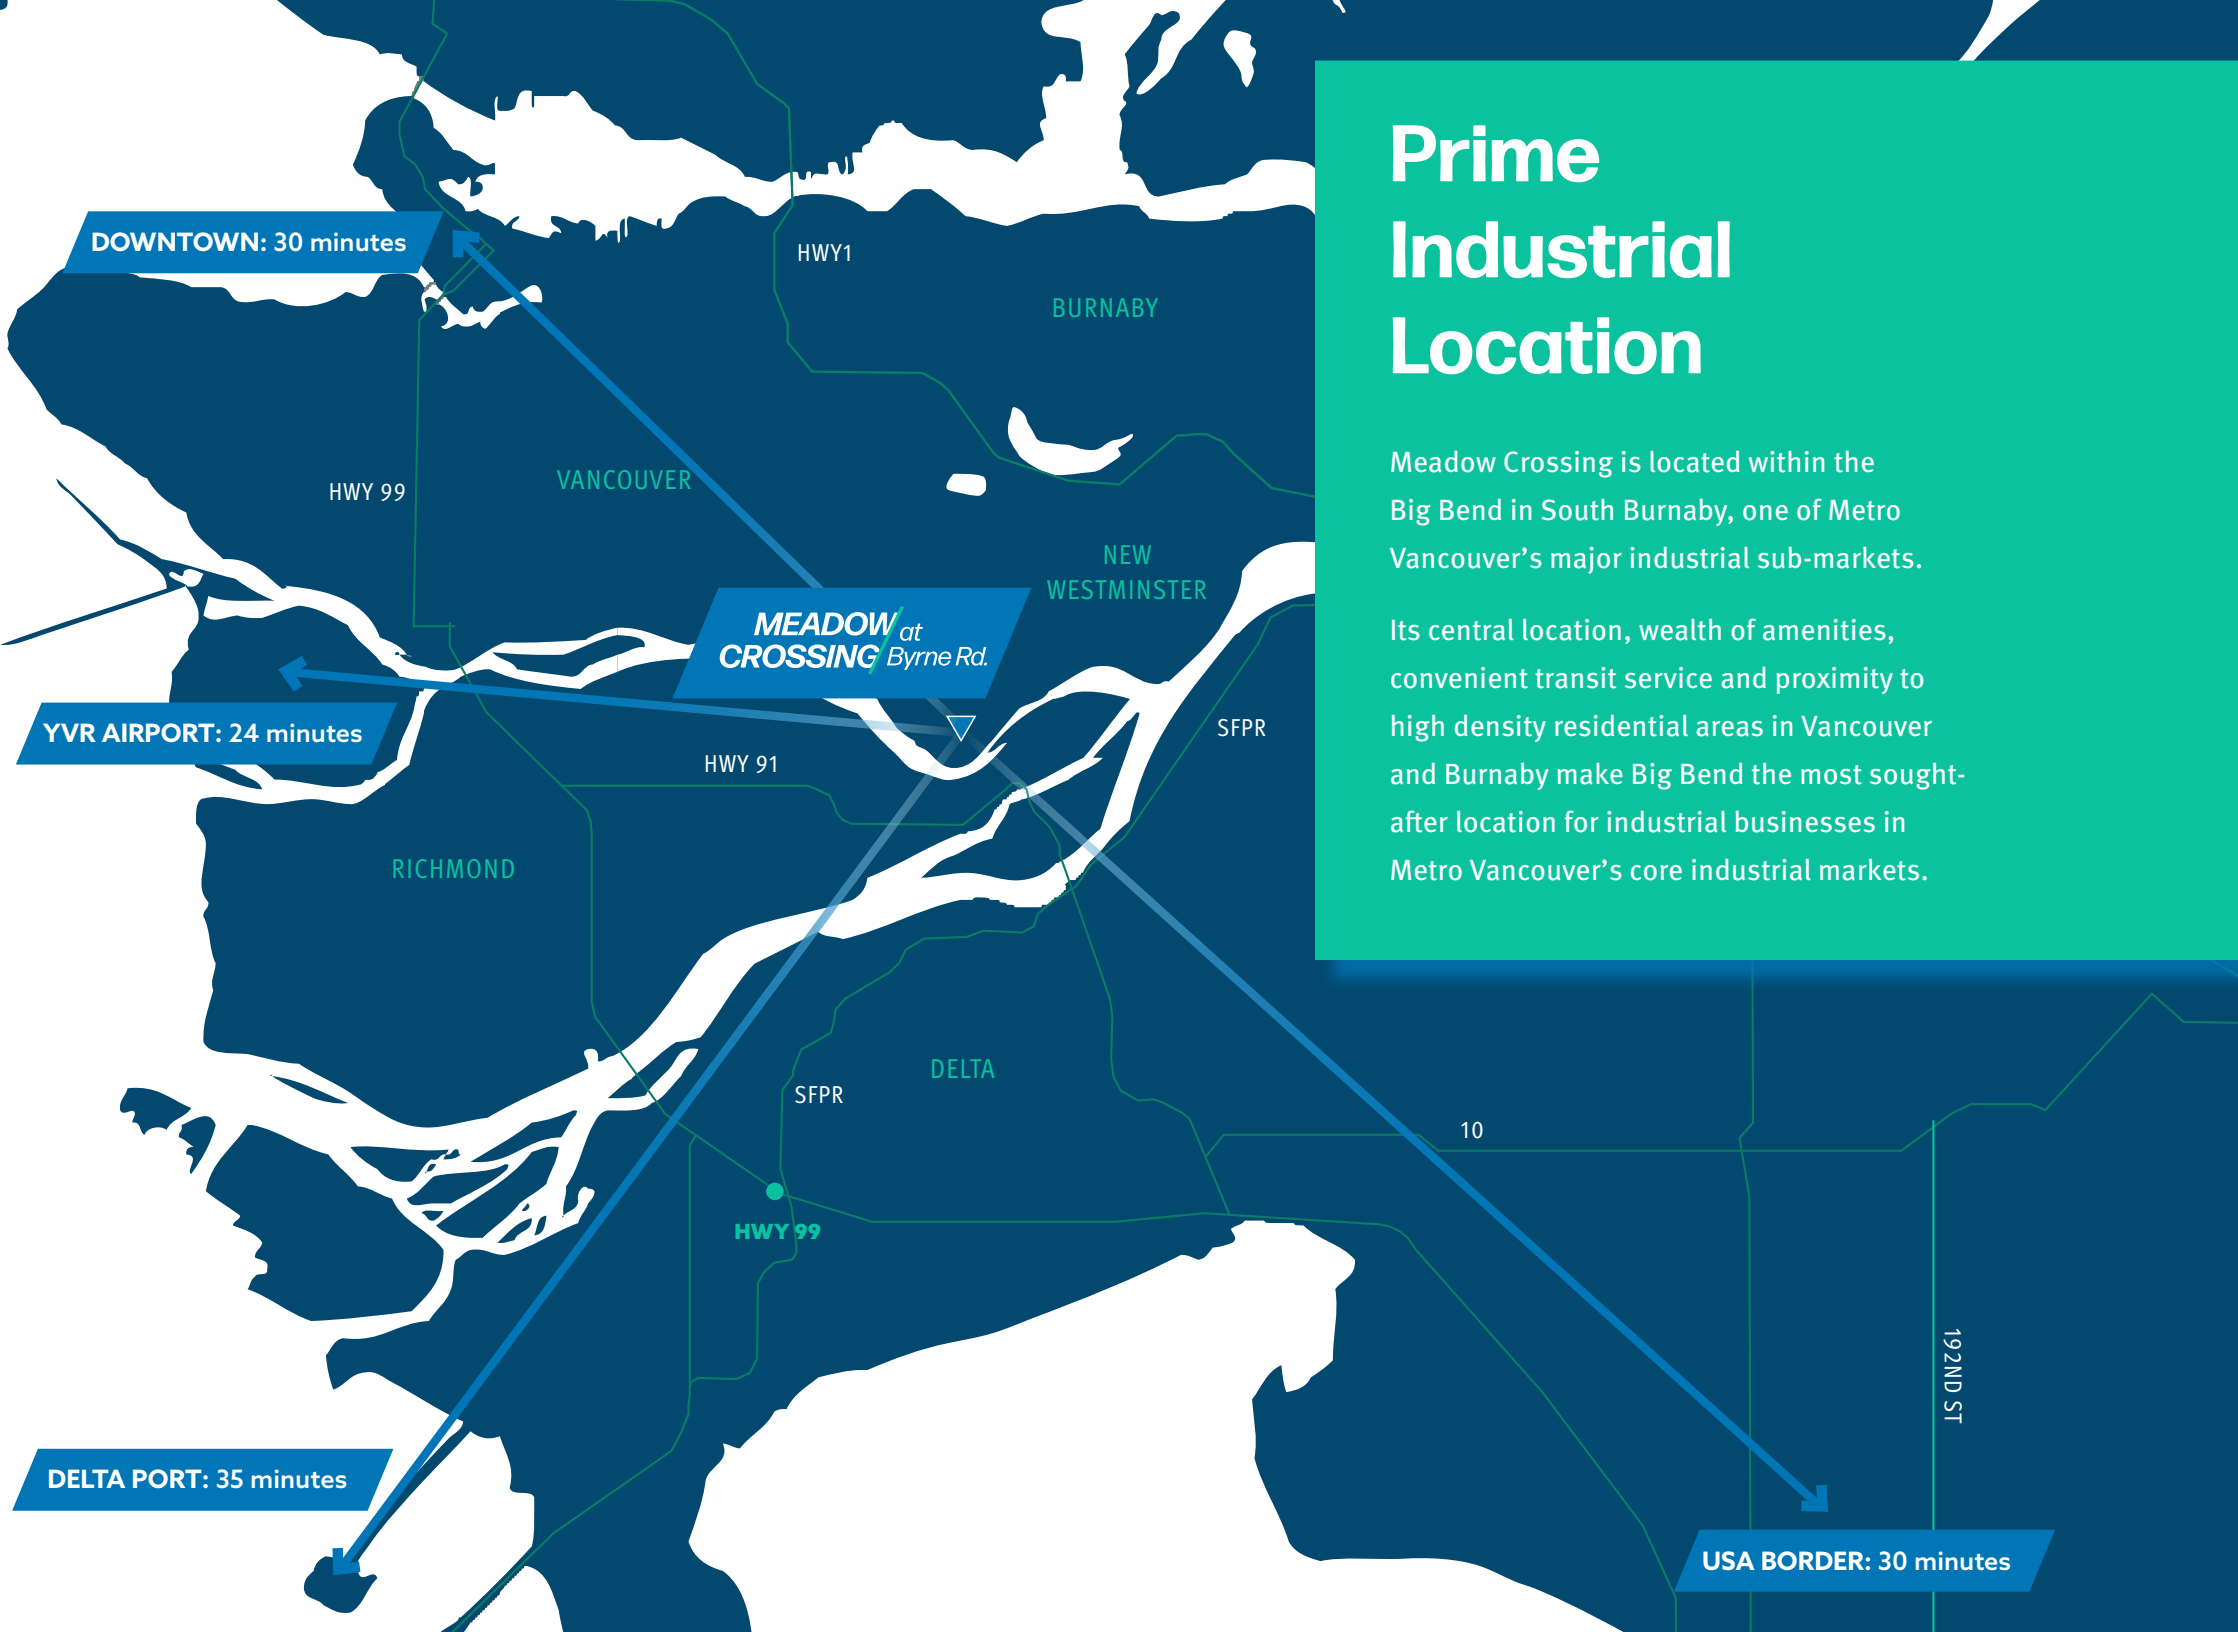 Prime
Industrial
Location
Meadow Crossing is located within the
Big Bend in South Burnaby, one of Metro
Vancouver’s major industrial sub-markets.
Its central location, wealth of amenities,
convenient transit service and proximity to
high density residential areas in Vancouver
and Burnaby make Big Bend the most sought-
after location for industrial businesses in
Metro Vancouver’s core industrial markets.
DOWNTOWN: 30 minutes
HWY1
BURNABY
HWY 99
VANCOUVER
NEW
WESTMINSTER
MEADOW at
CROSSING Byrne Rd.
YVR AIRPORT: 24 minutes
SFPR
HWY 91
RICHMOND
DELTA
SFPR
10
HWY 99
192ND ST
DELTA PORT: 35 minutes
USA BORDER: 30 minutes